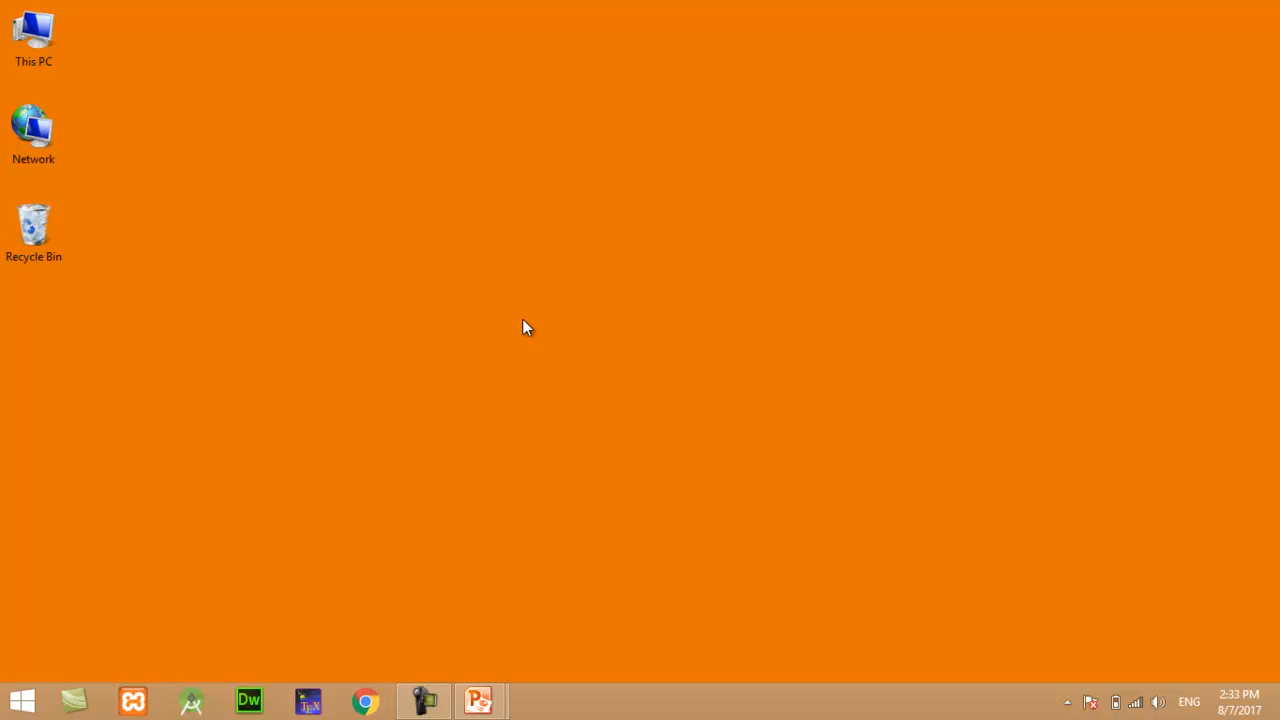 This PC
Network
Recycle Bin
Dw
TEX
P
ENG
2:33 PM
8/7/2017